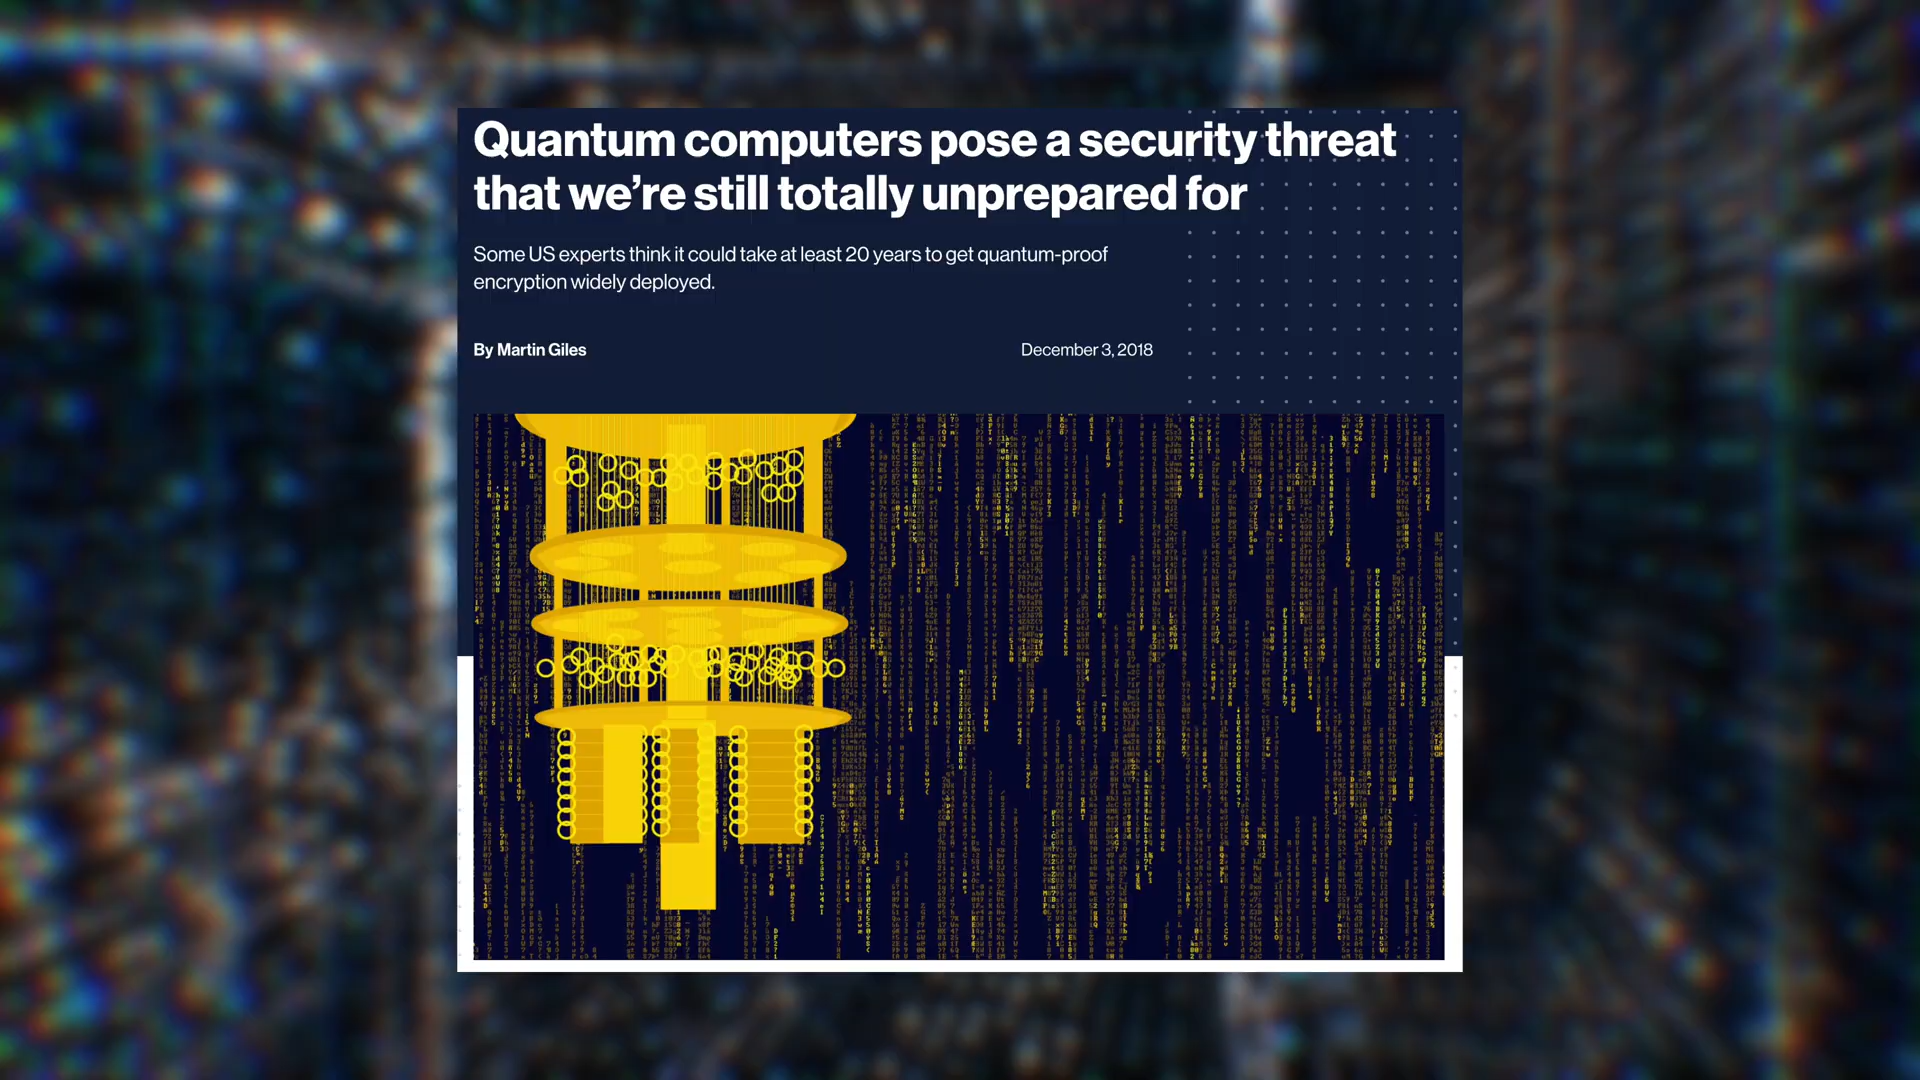 Quantum computers pose a security threat
that we’re still totally unprepared for
Some US experts think it could take at least 20 years to get quantum-proof
encryption widely deployed.
By Martin Giles
December 3, 2018